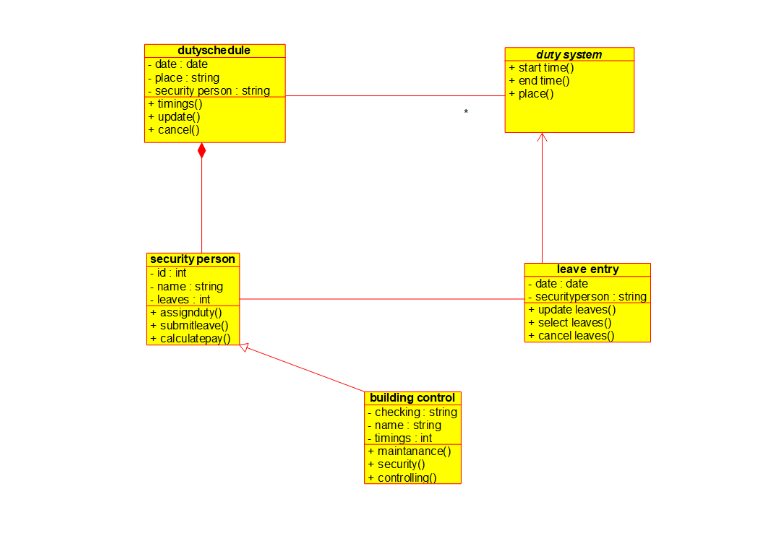 dutyschedule
- date : date
- place : string
- security person : string
+ timings()
+ update()
+ cancel()
duty system
+ start time()
+ end time()
+ place()
*
security person
- id : int
- name : string
- leaves : int
+ assignduty()
+ submitleave()
+ calculatepay()
leave entry
- date : date
- securityperson : string
+ update leaves()
+ select leaves()
+ cancel leaves()
building control
- checking : string
- name : string
- timings : int
+ maintanance()
+ security()
+ controlling()